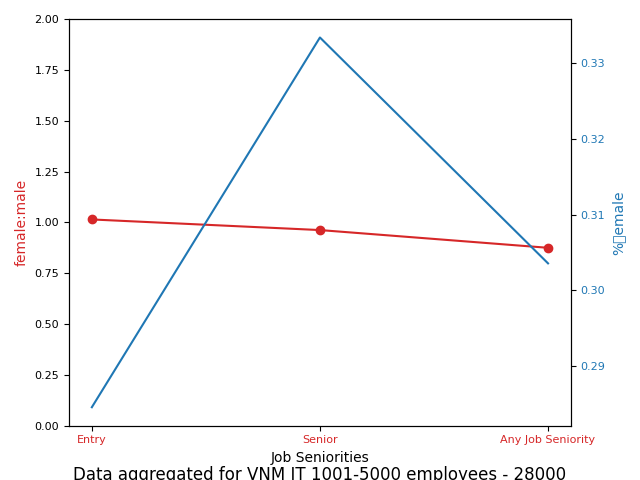 2.00
1.75
1.50
1.25
1.00
0.75
0.50
0.25
0.00
female:male
0.33
0.32
0.31
0.30
0.29
%▯emale
Entry Senior Any Job Seniority
Job Seniorities
Data aggregated for VNM IT 1001-5000 employees - 28000